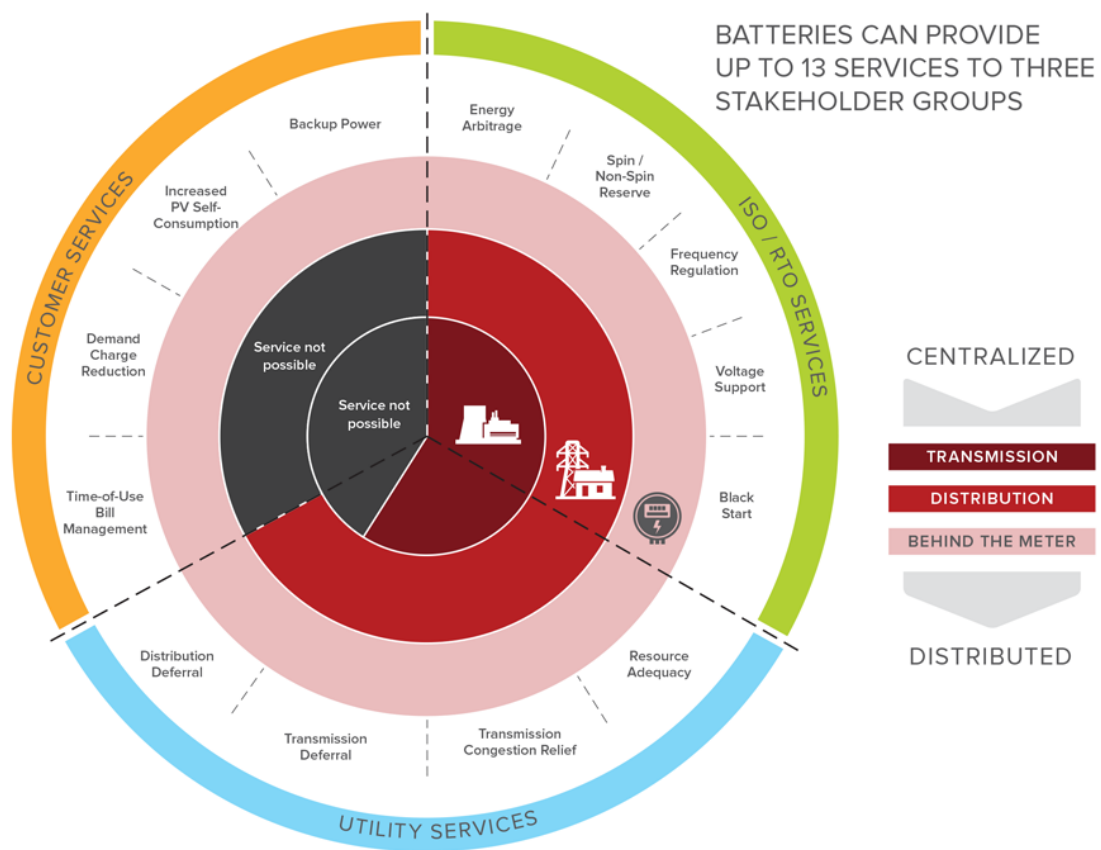 BATTERIES CAN PROVIDE
UP TO 13 SERVICES TO THREE
STAKEHOLDER GROUPS
CUSTOMER SERVICES
ISO / RTO SERVICES
UTILITY SERVICES
Backup Power
Increased
PV Self-
Consumption
Demand
Charge
Reduction
Time-of-Use
Bill
Management
Energy
Arbitrage
Spin /
Non-Spin
Reserve
Frequency
Regulation
Voltage
Support
Black
Start
Resource
Adequacy
Transmission
Congestion Relief
Transmission
Deferral
Distribution
Deferral
Service not
possible
Service not
possible
CENTRALIZED
TRANSMISSION
DISTRIBUTION
BEHIND THE METER
DISTRIBUTED